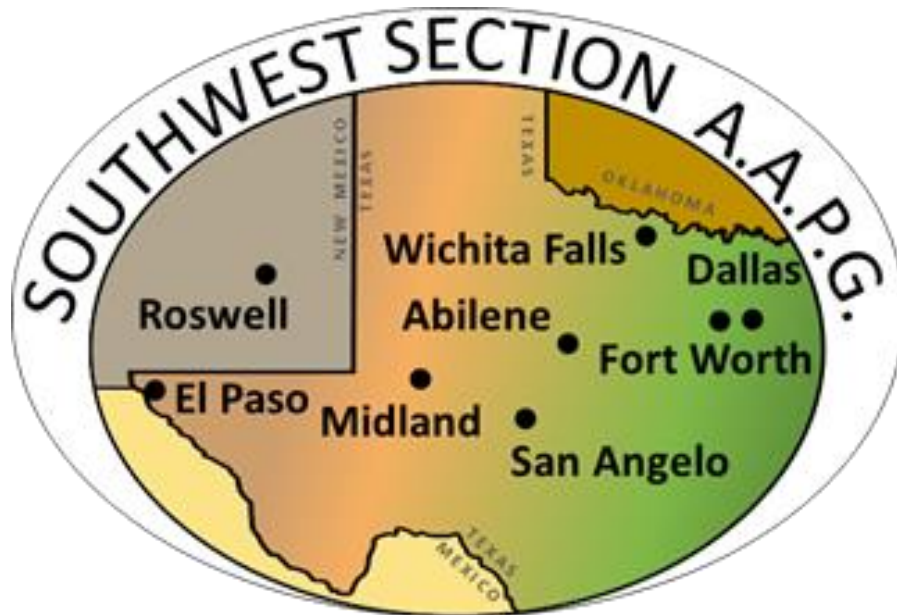 SOUTHWEST SECTION A.A.P.G.
NEW MEXICO
TEXAS
TEXAS
OKLAHOMA
Wichita Falls
Dallas
Roswell
Abilene
Fort Worth
El Paso
Midland
San Angelo
TEXAS
MEXICO